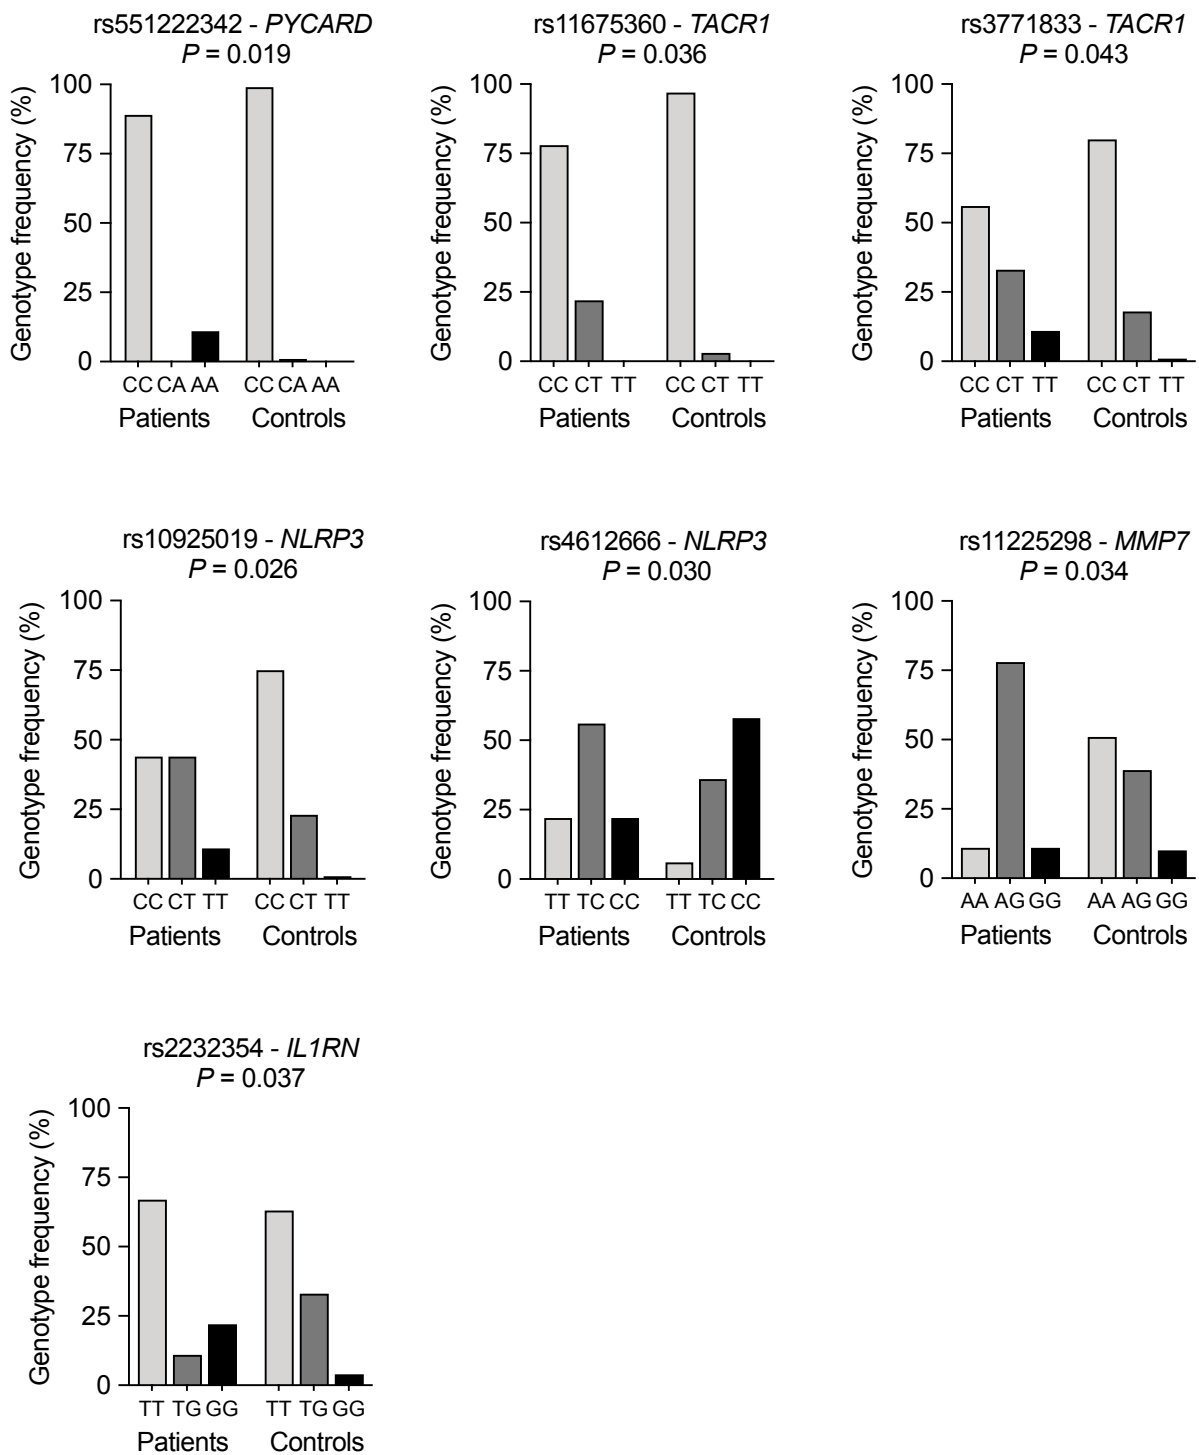 rs551222342 - PYCARD
P = 0.019
Genotype frequency (%)
100
75
50
25
0
CC CA AA CC CA AA
Patients Controls
rs11675360 - TACR1
P = 0.036
Genotype frequency (%)
100
75
50
25
0
CC CT TT CC CT TT
Patients Controls
rs3771833 - TACR1
P = 0.043
Genotype frequency (%)
100
75
50
25
0
CC CT TT CC CT TT
Patients Controls
rs10925019 - NLRP3
P = 0.026
Genotype frequency (%)
100
75
50
25
0
CC CT TT CC CT TT
Patients Controls
rs4612666 - NLRP3
P = 0.030
Genotype frequency (%)
100
75
50
25
0
TT TC CC TT TC CC
Patients Controls
rs11225298 - MMP7
P = 0.034
Genotype frequency (%)
100
75
50
25
0
AA AG GG AA AG GG
Patients Controls
rs2232354 - IL1RN
P = 0.037
Genotype frequency (%)
100
75
50
25
0
TT TG GG TT TG GG
Patients Controls